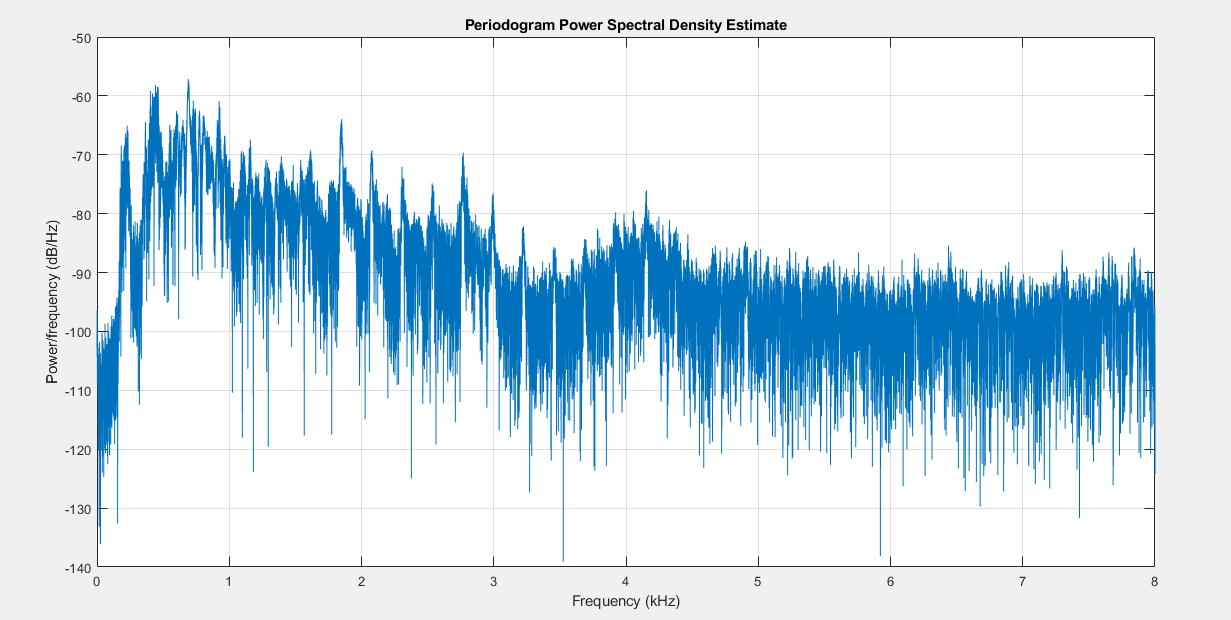 Periodogram Power Spectral Density Estimate
Power/frequency (dB/Hz)
-50
-60
-70
-80
-90
-100
-110
-120
-130
-140
0 1 2 3 4 5 6 7 8
Frequency (kHz)